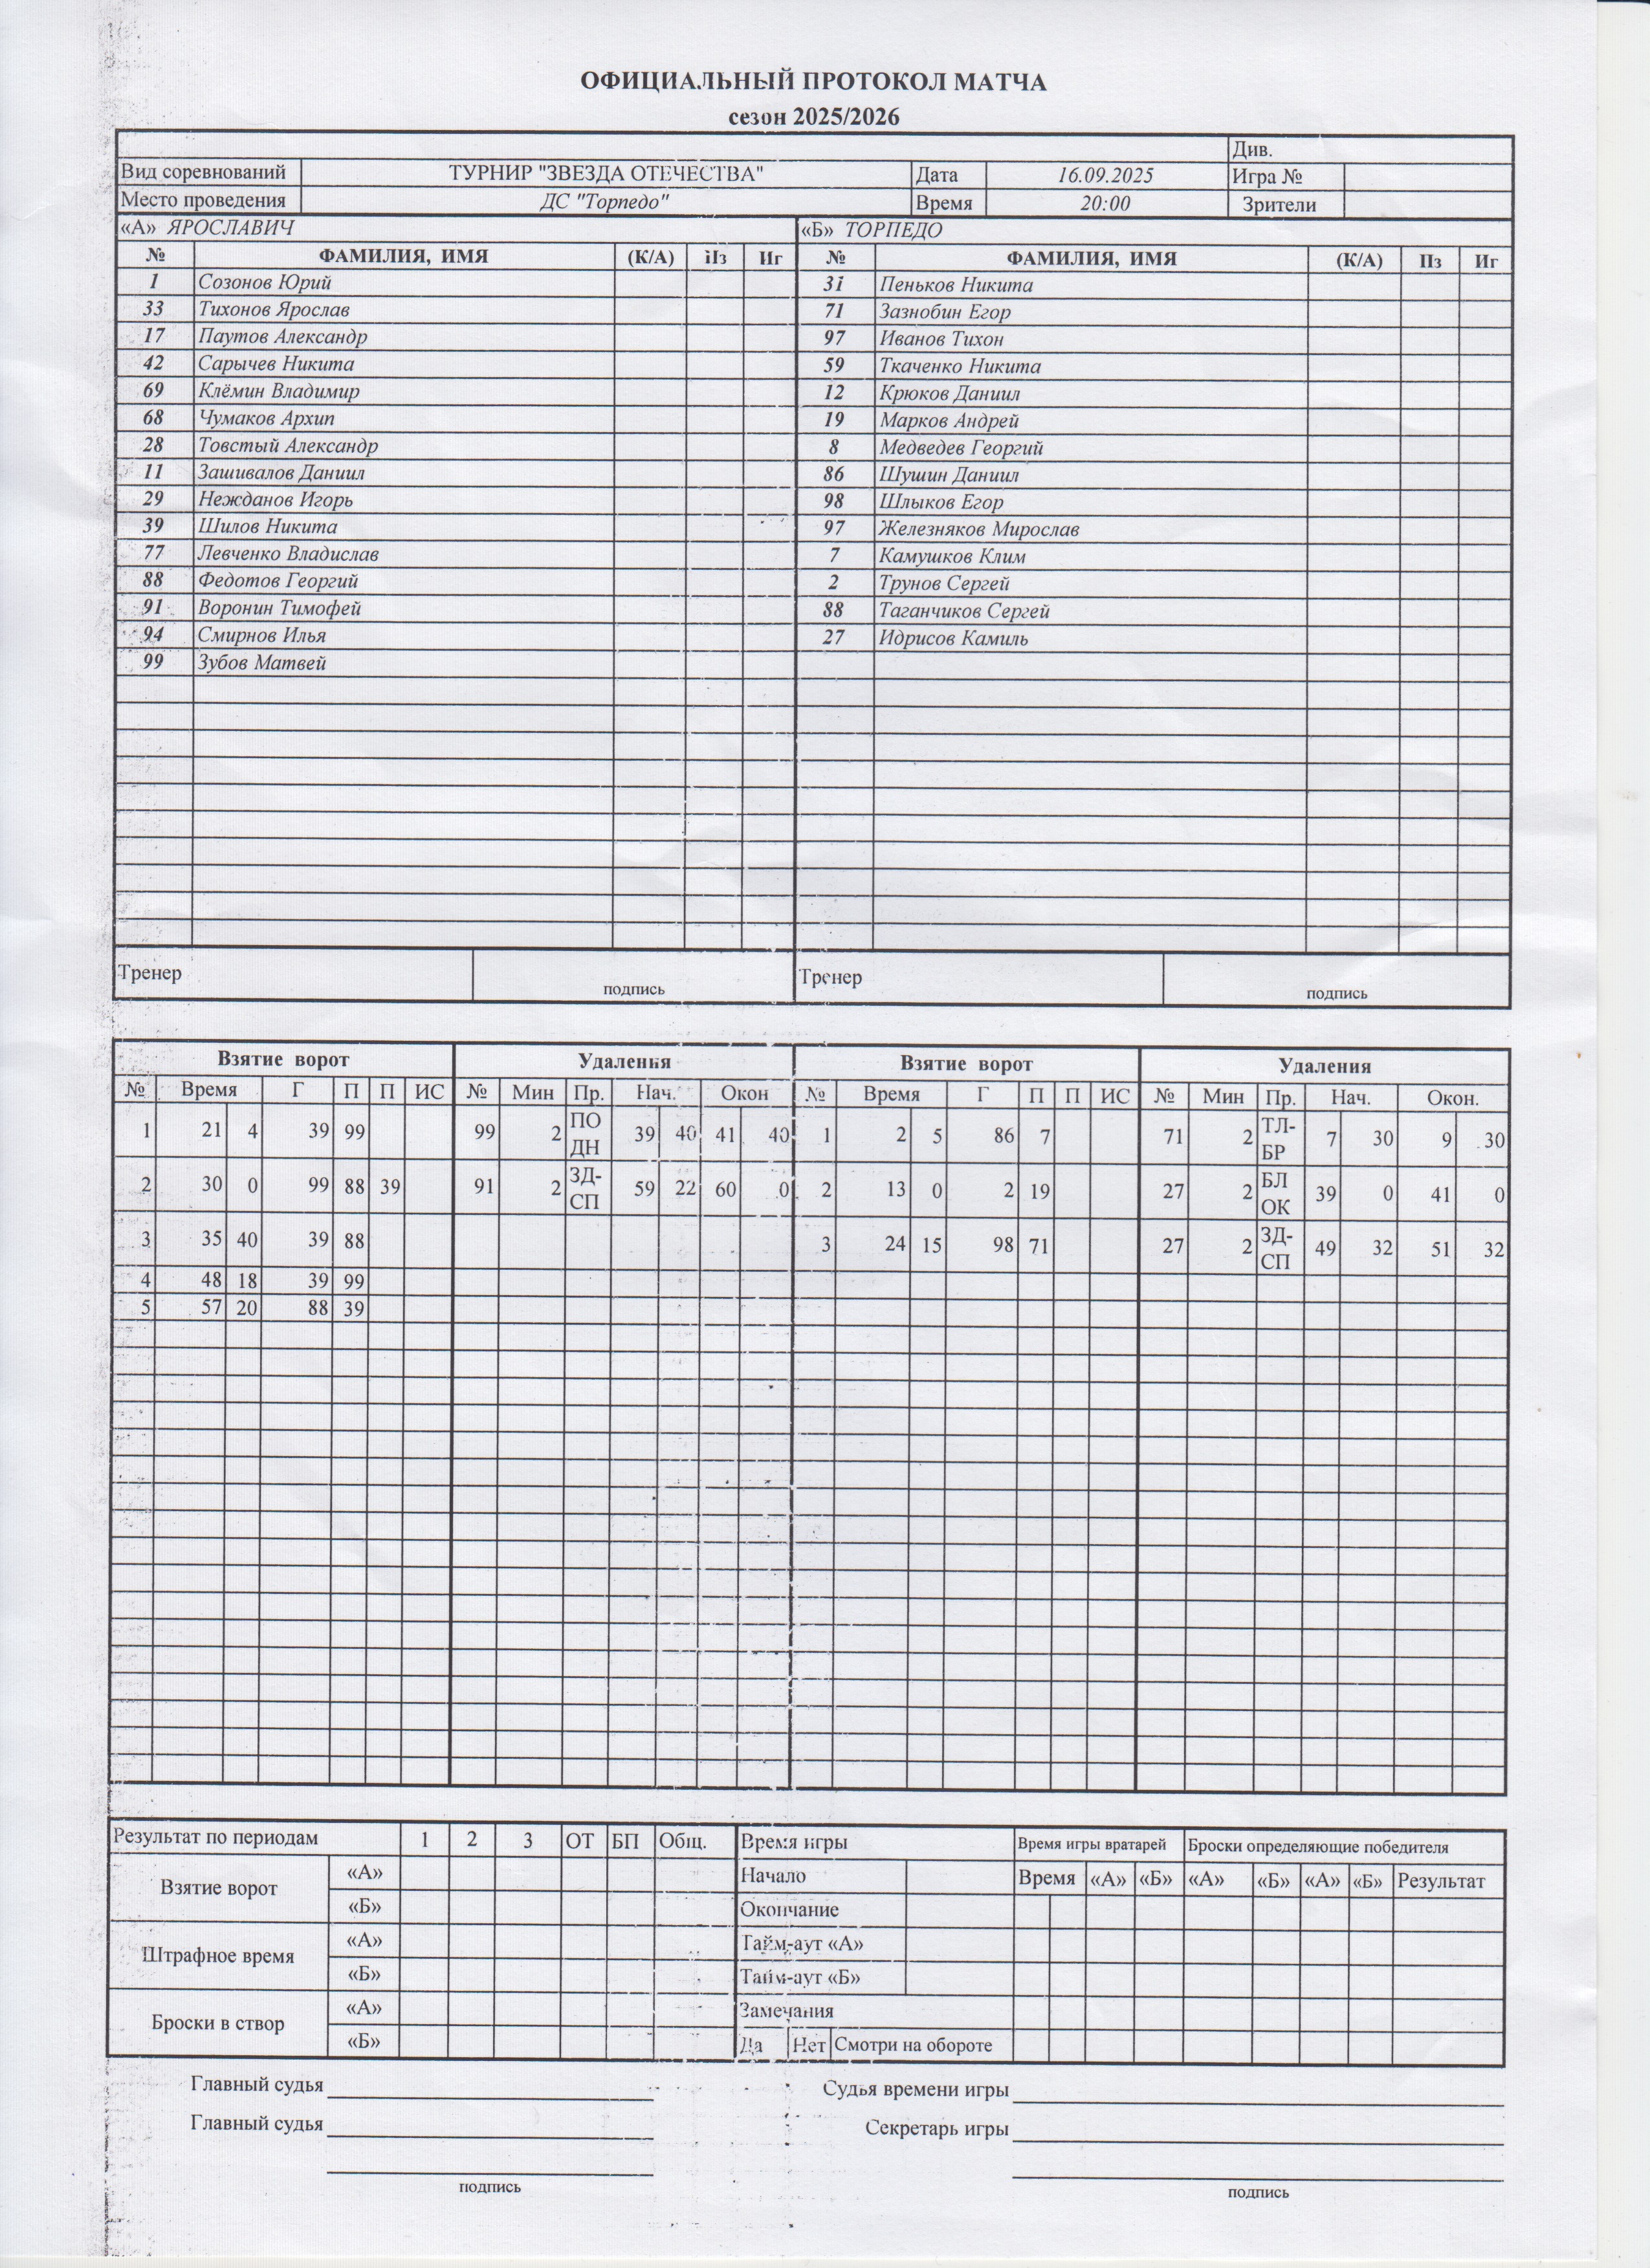 ОФИЦИАЛЬНЫЙ ПРОТОКОЛ МАТЧА
сезон 2025/2026
Див.
Вид соревнований ТУРНИР "ЗВЕЗДА ОТЕЧЕСТВА" Дата 16.09.2025 Игра №
Место проведения ДС "Торпедо" Время 20:00 Зрители
«А» ЯРОСЛАВИЧ «Б» ТОРПЕДО
№ ФАМИЛИЯ, ИМЯ (К/А) Пз Иг № ФАМИЛИЯ, ИМЯ (К/А) Пз Иг
1 Созонов Юрий 31 Пеньков Никита
33 Тихонов Ярослав 71 Зазнобин Егор
17 Паутов Александр 97 Иванов Тихон
42 Сарычев Никита 59 Ткаченко Никита
69 Клёмин Владимир 12 Крюков Даниил
68 Чумаков Архип 19 Марков Андрей
28 Товстый Александр 8 Медведев Георгий
11 Зашивалов Даниил 86 Шушин Даниил
29 Нежданов Игорь 98 Шлыков Егор
39 Шилов Никита 97 Железняков Мирослав
77 Левченко Владислав 7 Камушков Клим
88 Федотов Георгий 2 Трунов Сергей
91 Воронин Тимофей 88 Таганчиков Сергей
94 Смирнов Илья 27 Идрисов Камиль
99 Зубов Матвей
Тренер подпись Тренер подпись
Взятие ворот Удаления Взятие ворот Удаления
№ Время Г П П ИС № Мин Пр. Нач. Окон № Время Г П П ИС № Мин Пр. Нач. Окон.
1 21 4 39 99 99 2 ПОДН 39 40 41 40 1 2 5 86 7 71 2 ТЛ-БР 7 30 9 30
2 30 0 99 88 39 91 2 ЗД-СП 59 22 60 0 2 13 0 2 19 27 2 БЛОК 39 0 41 0
3 35 40 39 88 3 24 15 98 71 27 2 ЗД-СП 49 32 51 32
4 48 18 39 99
5 57 20 88 39
Результат по периодам 1 2 3 ОТ БП Общ. Время игры Время игры вратарей Броски определяющие победителя
Взятие ворот «А» Начало Время «А» «Б» «А» «Б» «А» «Б» Результат
«Б» Окончание
Штрафное время «А» Тайм-аут «А»
«Б» Тайм-аут «Б»
Броски в створ «А» Замечания
«Б» Да Нет Смотри на обороте
Главный судья Судья времени игры
Главный судья Секретарь игры
подпись подпись